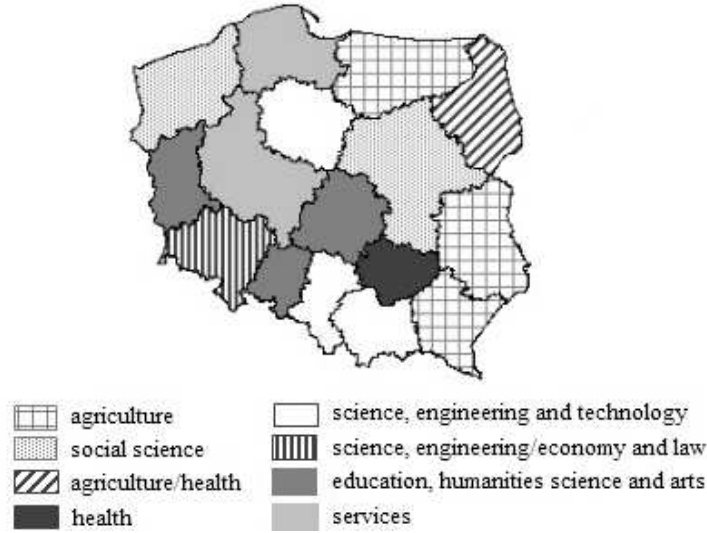 agriculture
social science
agriculture/health
health
science, engineering and technology
science, engineering/economy and law
education, humanities science and arts
services